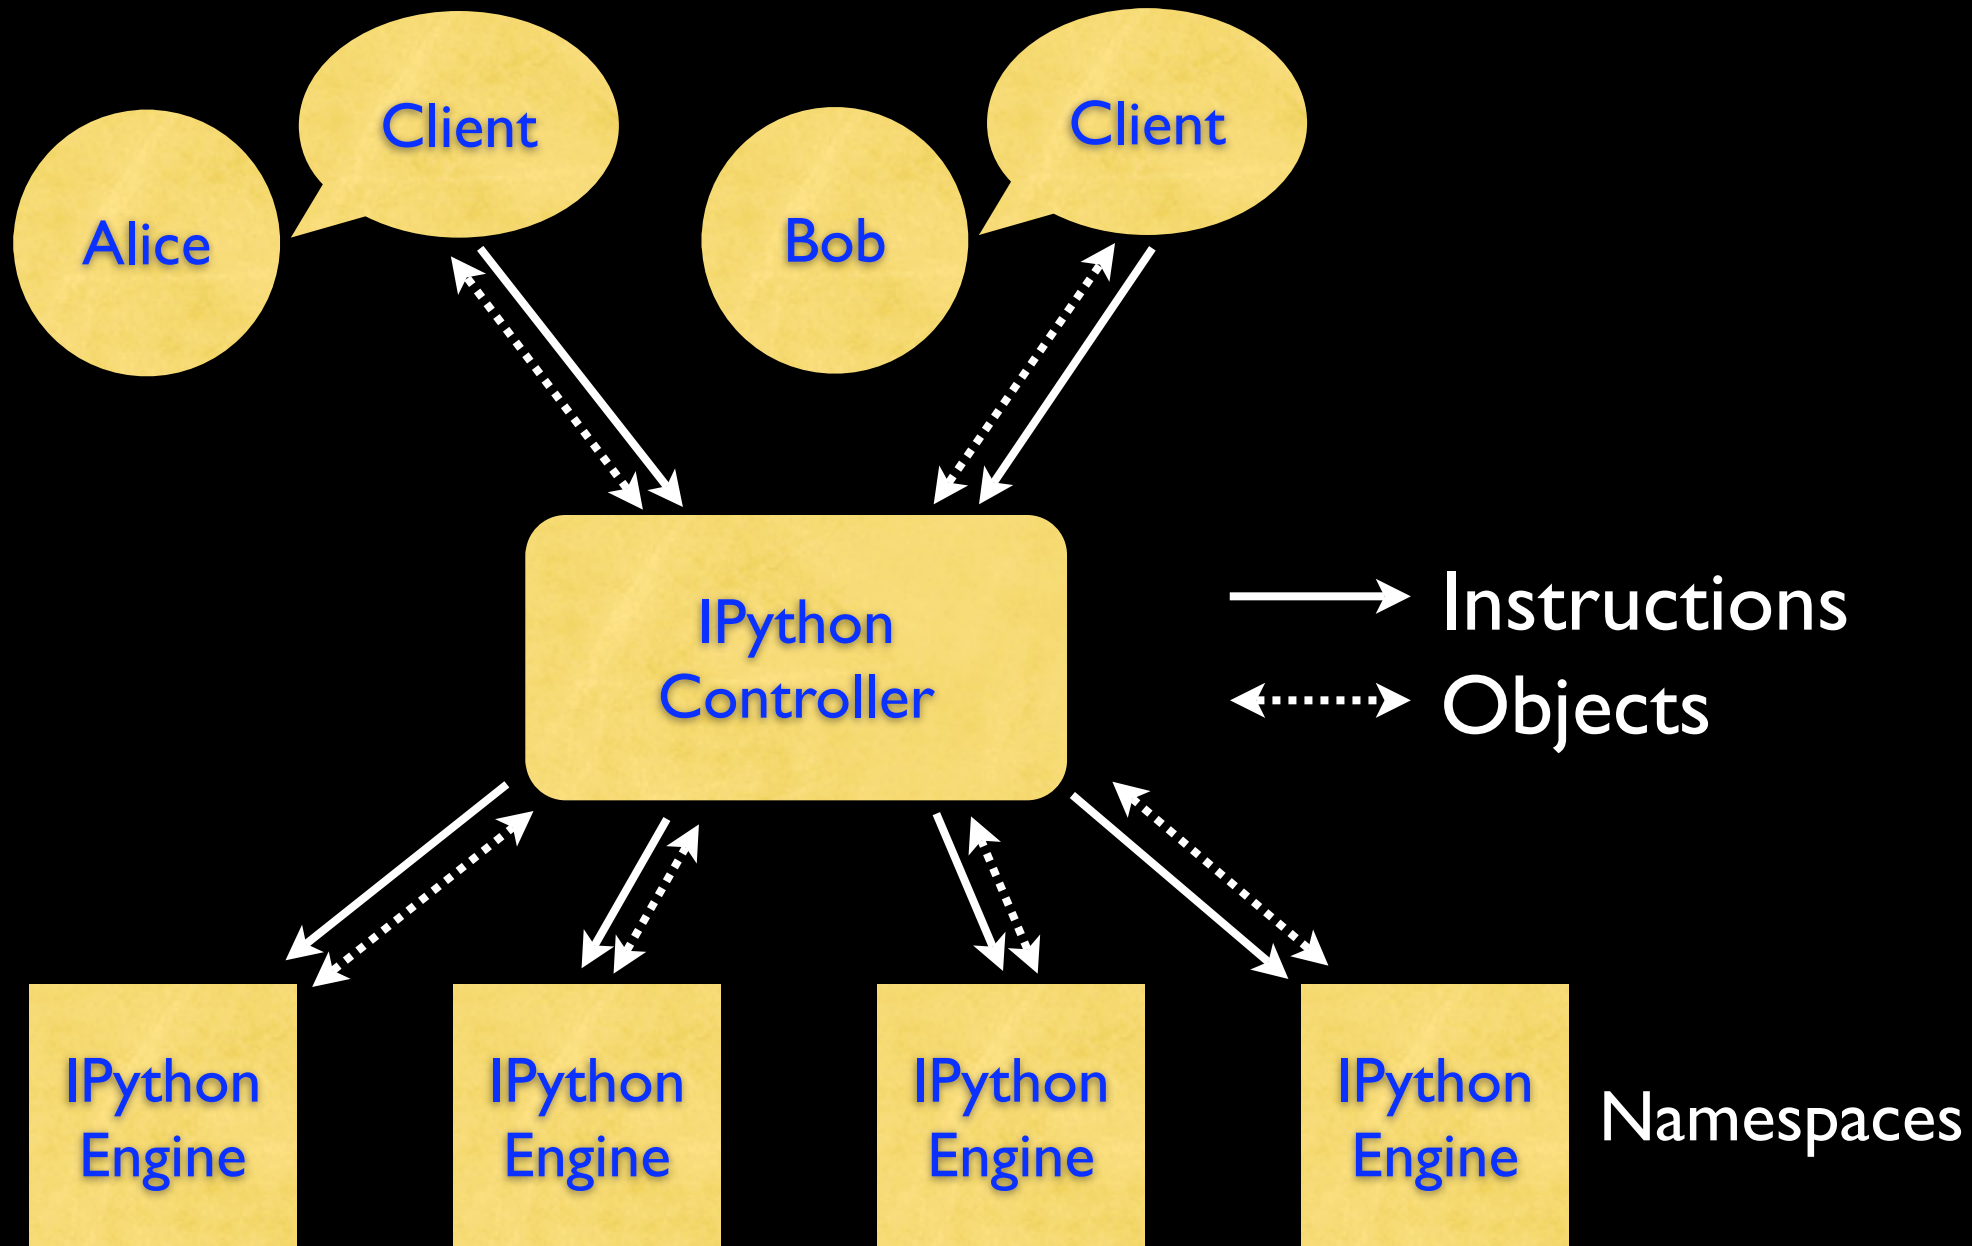 Client
Client
Alice
Bob
IPython
Controller
Instructions
Objects
IPython
Engine
IPython
Engine
IPython
Engine
IPython
Engine
Namespaces